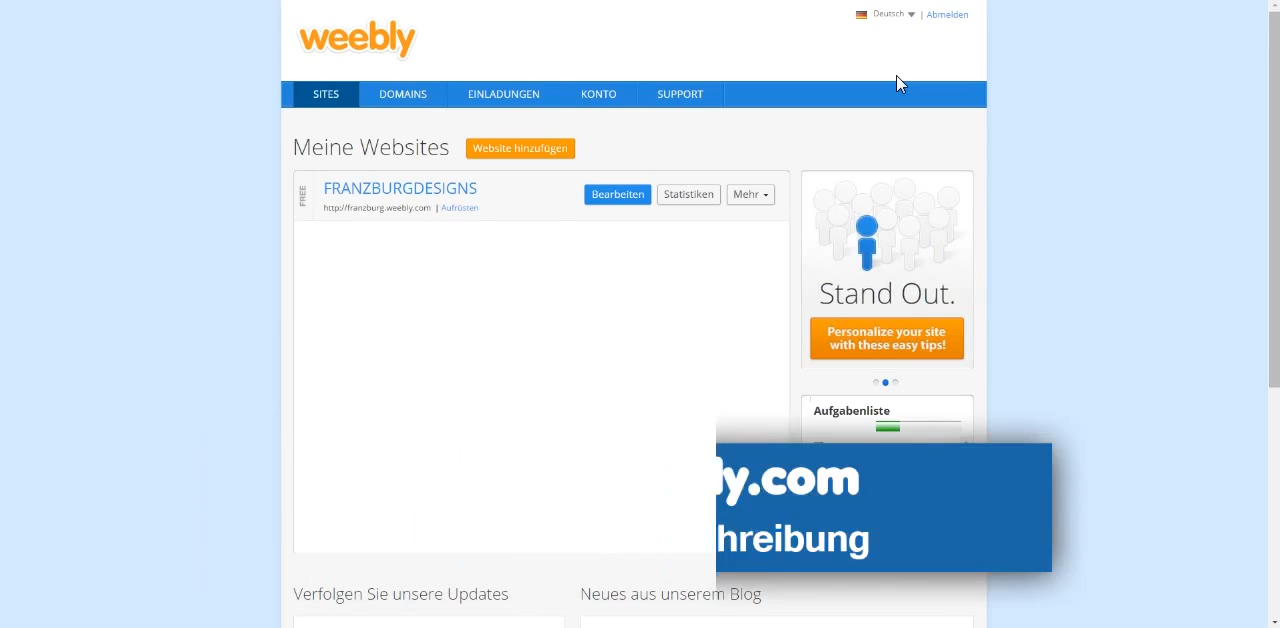 Deutsch
| Abmelden
weebly
SITES
DOMAINS
EINLADUNGEN
KONTO
SUPPORT
Meine Websites
Website hinzufügen
FREE
FRANZBURGDESIGNS
http://franzburg.weebly.com | Aufrüsten
Bearbeiten
Statistiken
Mehr
Stand Out.
Personalize your site
with these easy tips!
Aufgabenliste
ly.com
hreibung
Verfolgen Sie unsere Updates
Neues aus unserem Blog